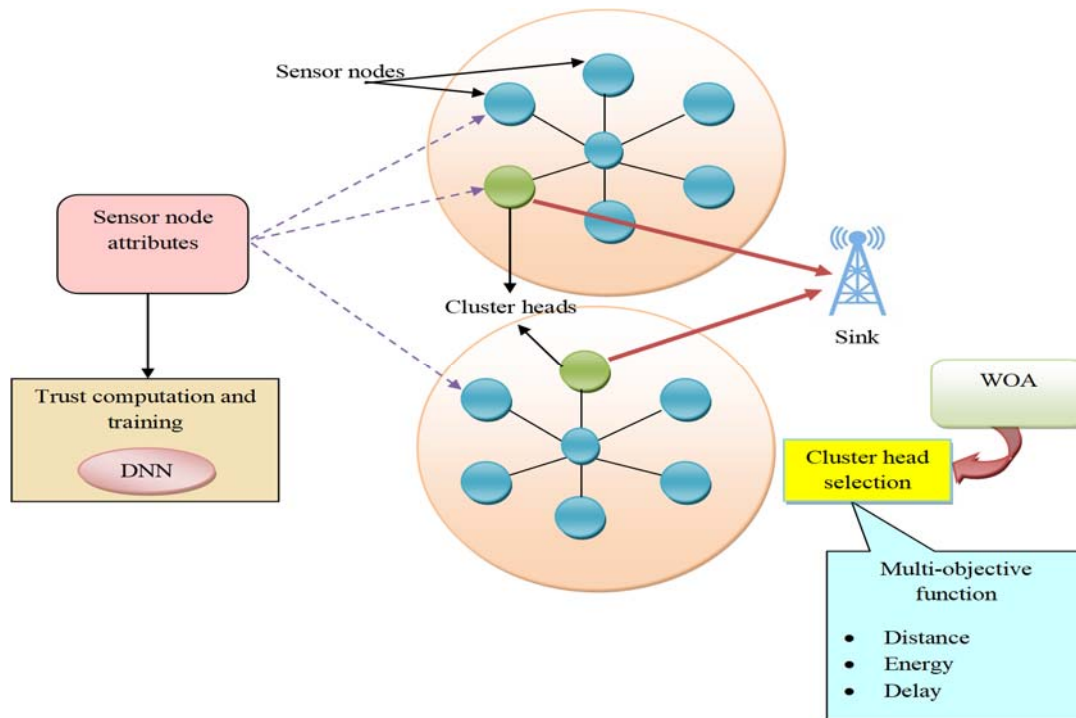 Sensor nodes
Sensor node
attributes
Cluster heads
Sink
Trust computation and
training
DNN
WOA
Cluster head
selection
Multi-objective
function
• Distance
• Energy
• Delay